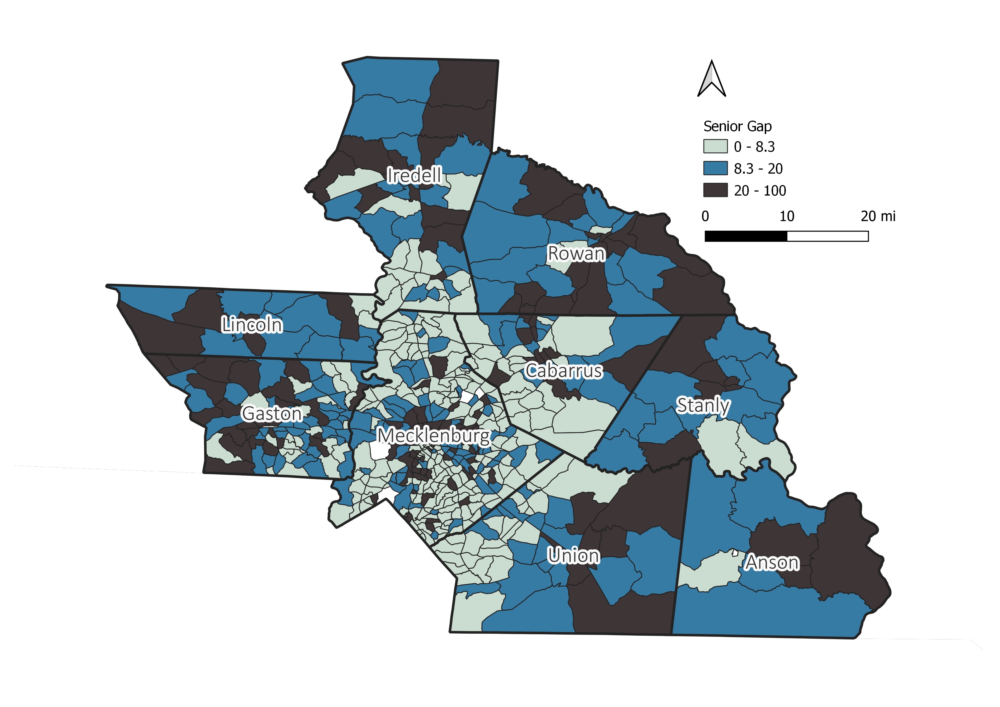 Senior Gap
0 - 8.3
8.3 - 20
20 - 100
0 10 20 mi
Iredell
Rowan
Lincoln
Cabarrus
Stanly
Gaston
Mecklenburg
Union
Anson